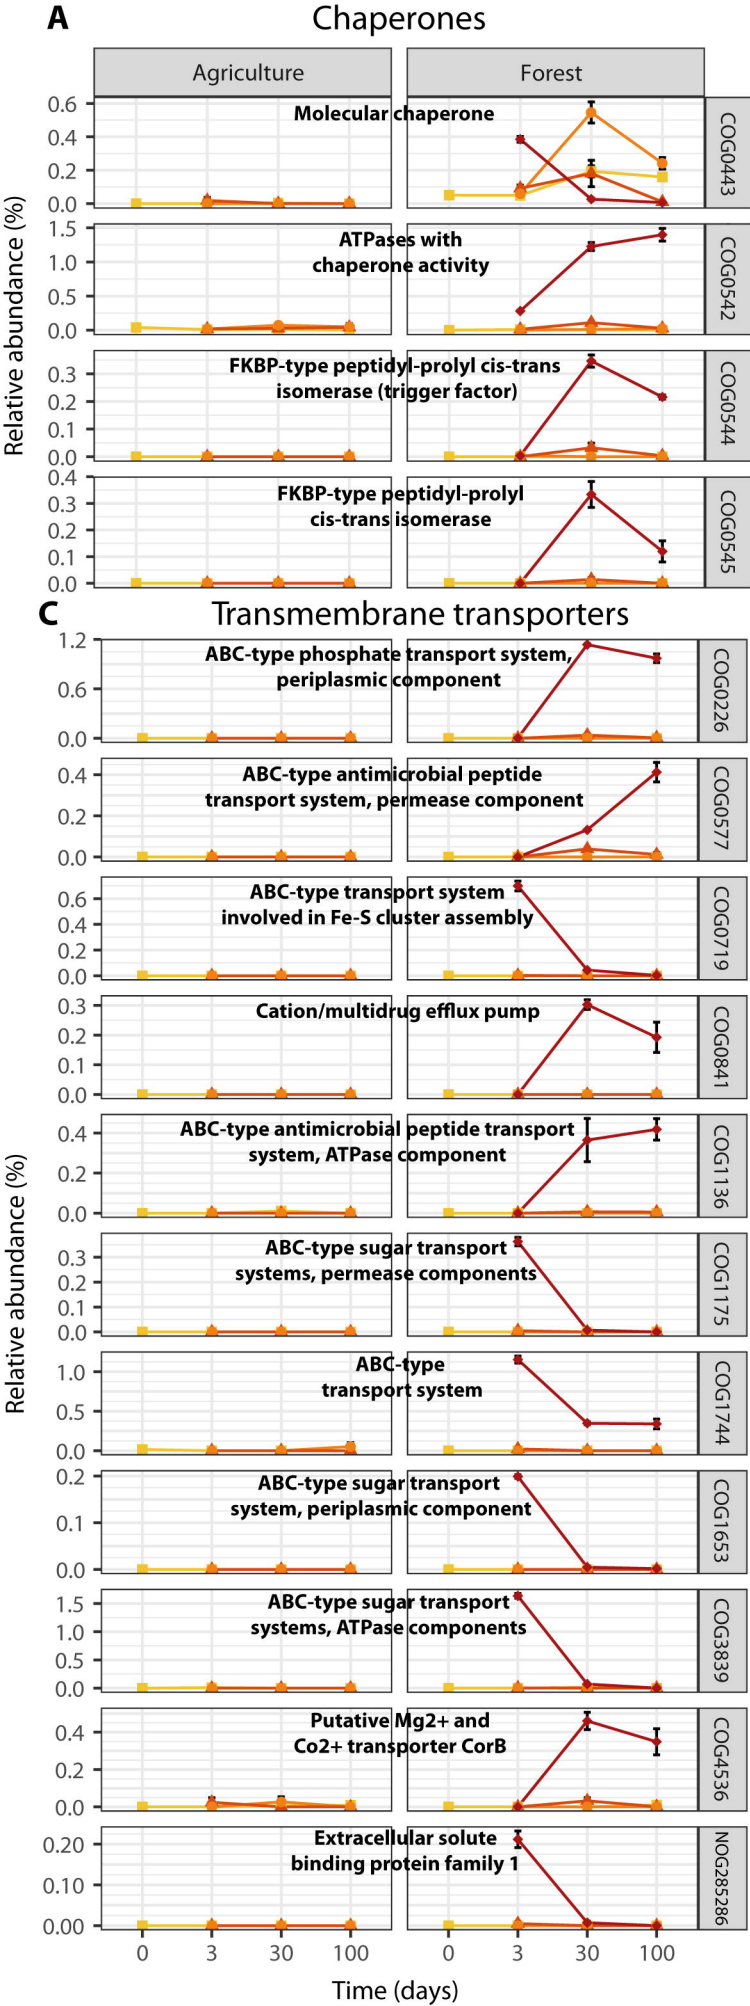 A
Chaperones
Agriculture
Forest
Relative abundance (%)
Molecular chaperone
0.6
0.4
0.2
0.0
COG0443
ATPases with
chaperone activity
1.5
1.0
0.5
0.0
COG0542
FKBP-type peptidyl-prolyl cis-trans
isomerase (trigger factor)
0.3
0.2
0.1
0.0
COG0544
FKBP-type peptidyl-prolyl
cis-trans isomerase
0.4
0.3
0.2
0.1
0.0
COG0545
C
Transmembrane transporters
Relative abundance (%)
ABC-type phosphate transport system,
periplasmic component
1.2
0.6
0.0
COG0226
ABC-type antimicrobial peptide
transport system, permease component
0.4
0.2
0.0
COG0577
ABC-type transport system
involved in Fe-S cluster assembly
0.6
0.4
0.2
0.0
COG0719
Cation/multidrug efflux pump
0.3
0.2
0.1
0.0
COG0841
ABC-type antimicrobial peptide transport
system, ATPase component
0.4
0.2
0.0
COG1136
ABC-type sugar transport
systems, permease components
0.3
0.2
0.1
0.0
COG1175
ABC-type
transport system
1.0
0.5
0.0
COG1744
ABC-type sugar transport
system, periplasmic component
0.2
0.1
0.0
COG1653
ABC-type sugar transport
systems, ATPase components
1.5
1.0
0.5
0.0
COG3839
Putative Mg2+ and
Co2+ transporter CorB
0.4
0.2
0.0
COG4536
Extracellular solute
binding protein family 1
0.20
0.10
0.00
NOG285286
0 3 30 100
0 3 30 100
Time (days)